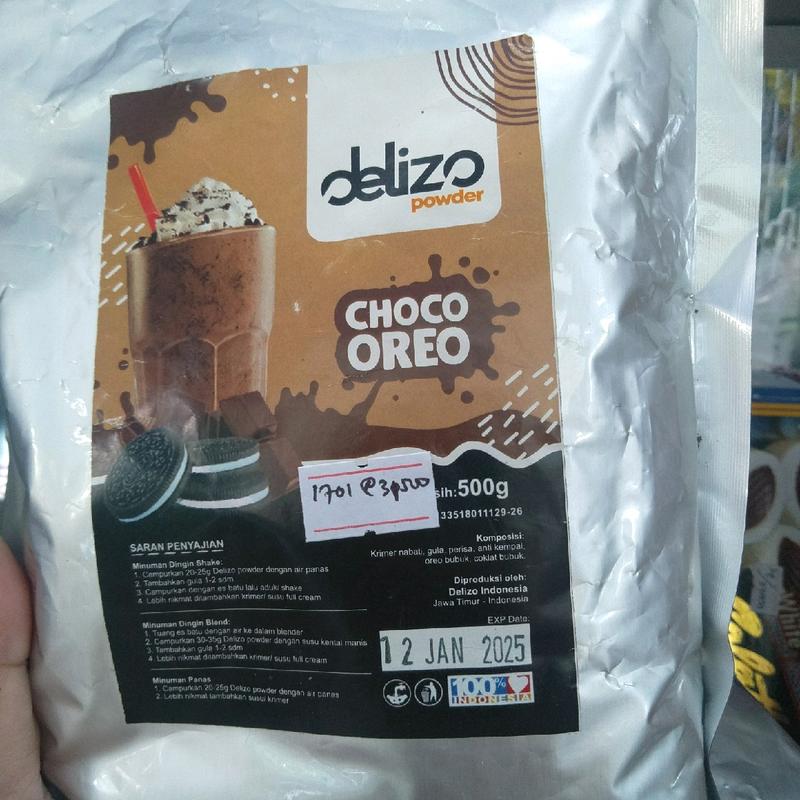 delizo
powder
CHOCO
OREO
1701
sih:500g
133518011129-26
SARAN PENYAJIAN
Minuman Dingin Shake:
1. Campurkan 20-25g Delizo powder dengan air panas
2. Tambahkan gula 1-2 sdm
3. Campurkan dengan es batu lalu aduk/ shake
4. Lebih nikmat ditambahkan krimer/ susu full cream
Minuman Dingin Blend:
1. Tuang es batu dengan air ke dalam blender
2. Campurkan 30-35g Delizo powder dengan susu kental manis
3. Tambahkan gula 1-2 sdm
4. Lebih nikmat ditambahkan krimer/ susu full cream
Minuman Panas
1. Campurkan 20-25g Delizo powder dengan air panas
2. Lebih nikmat tambahkan susu/ krimer
Komposisi:
Krimer nabati, gula, perisa, anti kempal,
oreo bubuk, coklat bubuk.
Diproduksi oleh:
Delizo Indonesia
Jawa Timur - Indonesia
EXP Date:
12 JAN 2025
100%
INDONESIA
White